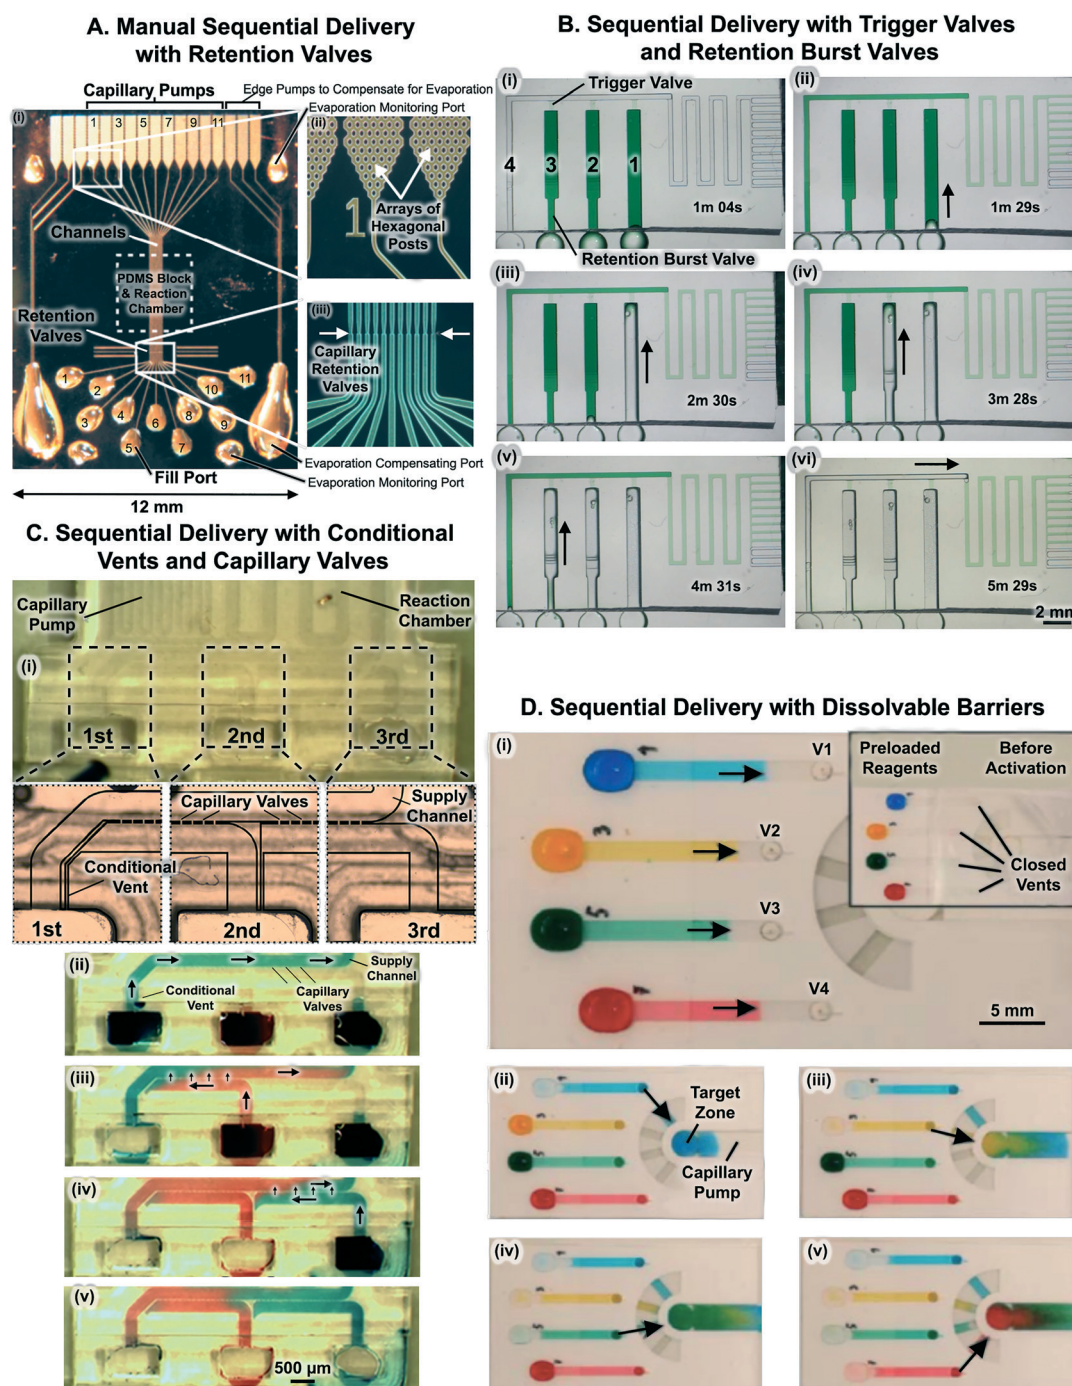 A. Manual Sequential Delivery
with Retention Valves
Capillary Pumps
Edge Pumps to Compensate for Evaporation
Evaporation Monitoring Port
(i)
1 3 5 7 9 11
(ii)
1
Arrays of
Hexagonal
Posts
Channels
PDMS Block
& Reaction
Chamber
Retention
Valves
(iii)
Capillary
Retention
Valves
1
2
3
4
5
6
7
8
9
10
11
Fill Port
Evaporation Compensating Port
Evaporation Monitoring Port
12 mm
B. Sequential Delivery with Trigger Valves
and Retention Burst Valves
(i)
Trigger Valve
4 3 2 1
1m 04s
Retention Burst Valve
(ii)
1m 29s
(iii)
2m 30s
(iv)
3m 28s
(v)
4m 31s
(vi)
5m 29s
2 mm
C. Sequential Delivery with Conditional
Vents and Capillary Valves
Capillary
Pump
Reaction
Chamber
(i)
1st 2nd 3rd
Capillary Valves
Supply
Channel
Conditional
Vent
1st 2nd 3rd
(ii)
Supply
Channel
Conditional
Vent
Capillary
Valves
(iii)
(iv)
(v)
500 µm
D. Sequential Delivery with Dissolvable Barriers
(i)
V1
V2
3
V3
5
V4
Preloaded
Reagents
Before
Activation
Closed
Vents
5 mm
(ii)
Target
Zone
Capillary
Pump
(iii)
(iv)
(v)